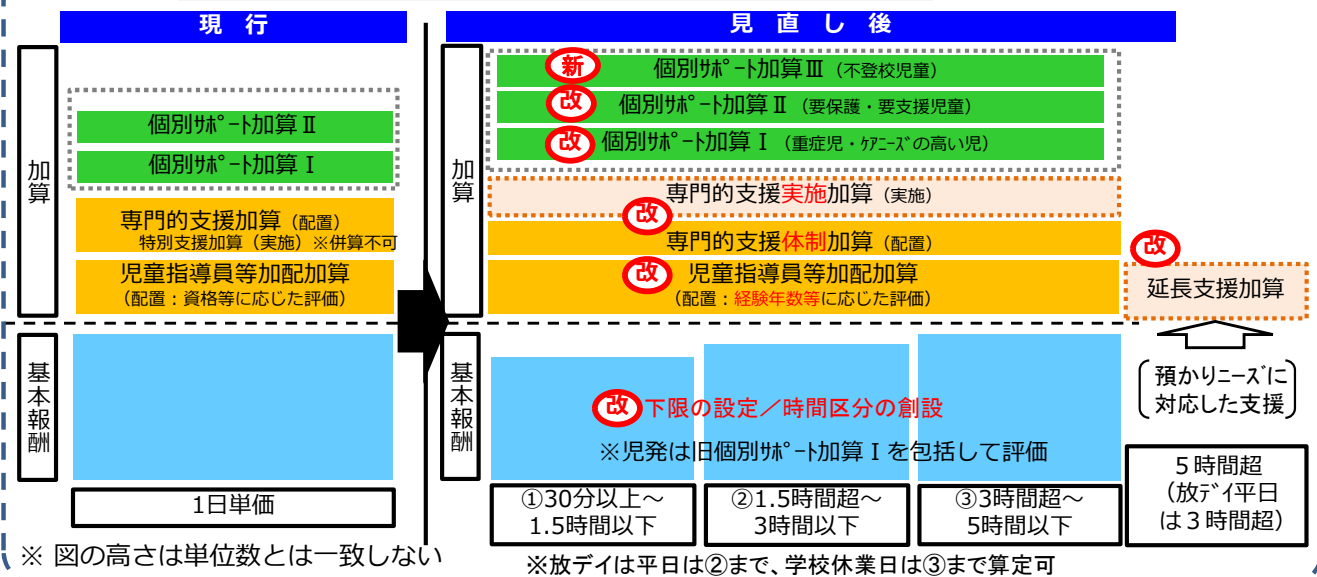 現 行
加算
個別ｻﾎﾟｰﾄ加算Ⅱ
個別ｻﾎﾟｰﾄ加算Ⅰ
専門的支援加算（配置）
特別支援加算（実施）※併算不可
児童指導員等加配加算
（配置：資格等に応じた評価）
基本報酬
1日単価
※ 図の高さは単位数とは一致しない
見 直 し 後
加算
新 個別ｻﾎﾟｰﾄ加算Ⅲ（不登校児童）
改 個別ｻﾎﾟｰﾄ加算Ⅱ（要保護・要支援児童）
改 個別ｻﾎﾟｰﾄ加算Ⅰ（重症児・ｹｱﾆｰｽﾞの高い児）
専門的支援実施加算（実施）
改
専門的支援体制加算（配置）
改 児童指導員等加配加算
（配置：経験年数等に応じた評価）
改
延長支援加算
預かりﾆｰｽﾞに
対応した支援
基本報酬
改 下限の設定／時間区分の創設
※児発は旧個別ｻﾎﾟｰﾄ加算Ⅰを包括して評価
①30分以上～
1.5時間以下
②1.5時間超～
3時間以下
③3時間超～
5時間以下
５時間超
（放ﾃﾞｲ平日
は３時間超）
※放デイは平日は②まで、学校休業日は③まで算定可